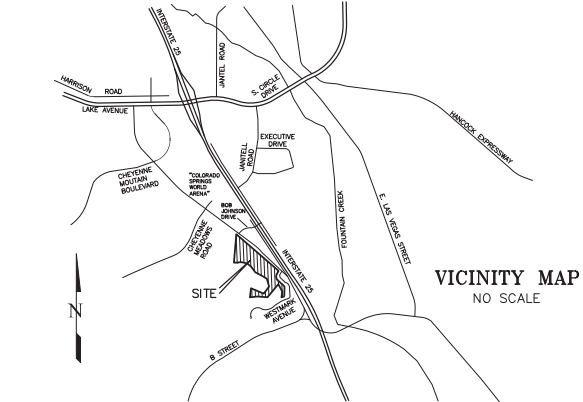 INTERSTATE 25
JANTEL ROAD
S. CIRCLE
DRIVE
HARRISON ROAD
LAKE AVENUE
HANCOCK EXPRESSWAY
EXECUTIVE
DRIVE
JANITELL
ROAD
CHEYENNE
MOUTAIN
BOULEVARD
"COLORADO
SPRINGS
WORLD
ARENA"
BOB
JOHNSON
DRIVE
CHEYENNE
MEADOWS
ROAD
FOUNTAIN CREEK
E. LAS VEGAS STREET
INTERSTATE 25
SITE
WESTMARK
AVENUE
B STREET
N
VICINITY MAP
NO SCALE